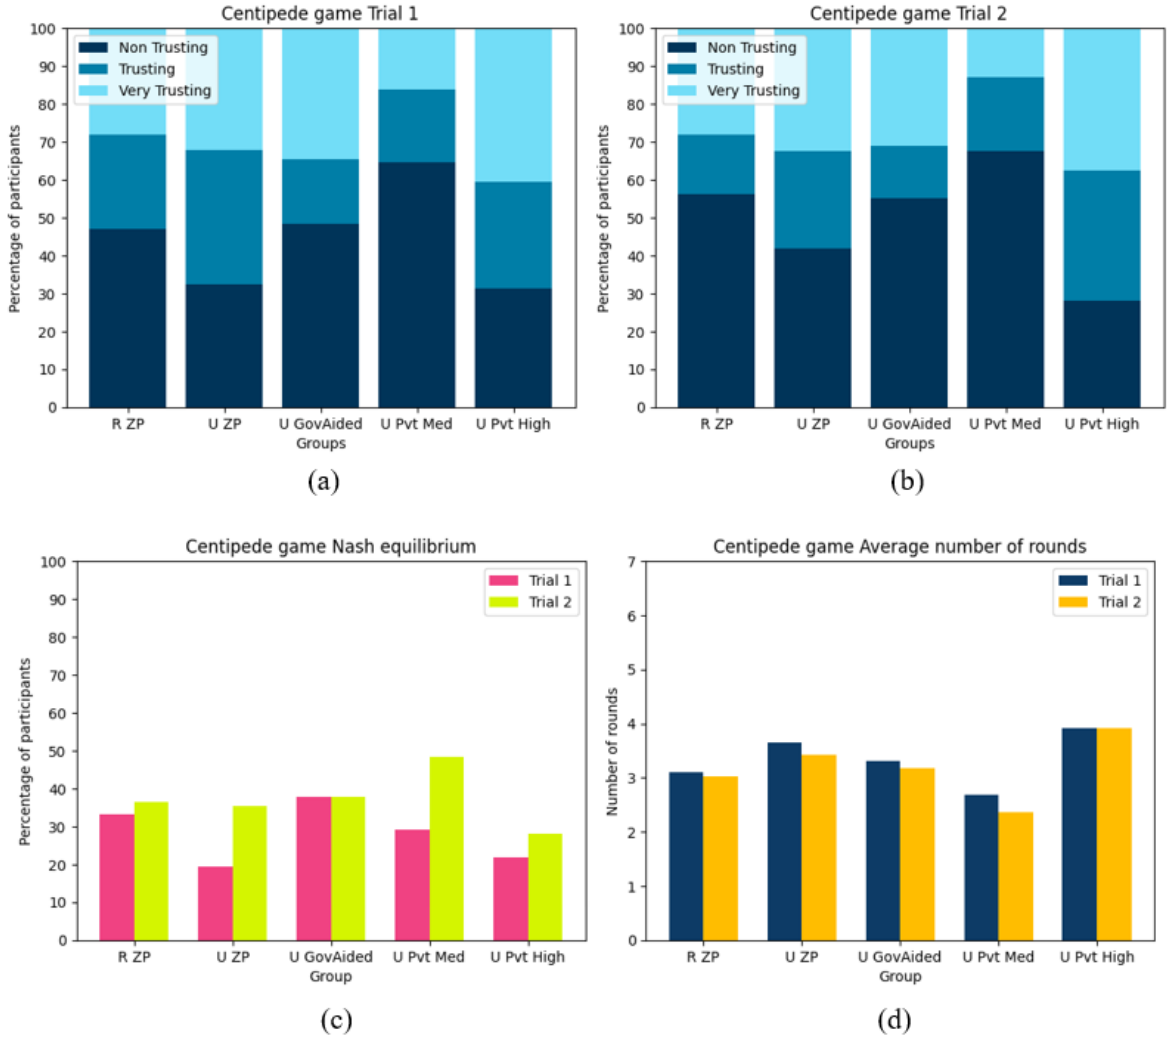 Centipede game Trial 1
100
90
80
70
60
50
40
30
20
10
0
Percentage of participants
Non Trusting
Trusting
Very Trusting
R ZP
U ZP
U GovAided
U Pvt Med
U Pvt High
Groups
(a)
Centipede game Trial 2
100
90
80
70
60
50
40
30
20
10
0
Percentage of participants
Non Trusting
Trusting
Very Trusting
R ZP
U ZP
U GovAided
U Pvt Med
U Pvt High
Groups
(b)
Centipede game Nash equilibrium
100
90
80
70
60
50
40
30
20
10
0
Percentage of participants
Trial 1
Trial 2
R ZP
U ZP
U GovAided
U Pvt Med
U Pvt High
Group
(c)
Centipede game Average number of rounds
7
6
5
4
3
2
1
0
Number of rounds
Trial 1
Trial 2
R ZP
U ZP
U GovAided
U Pvt Med
U Pvt High
Group
(d)